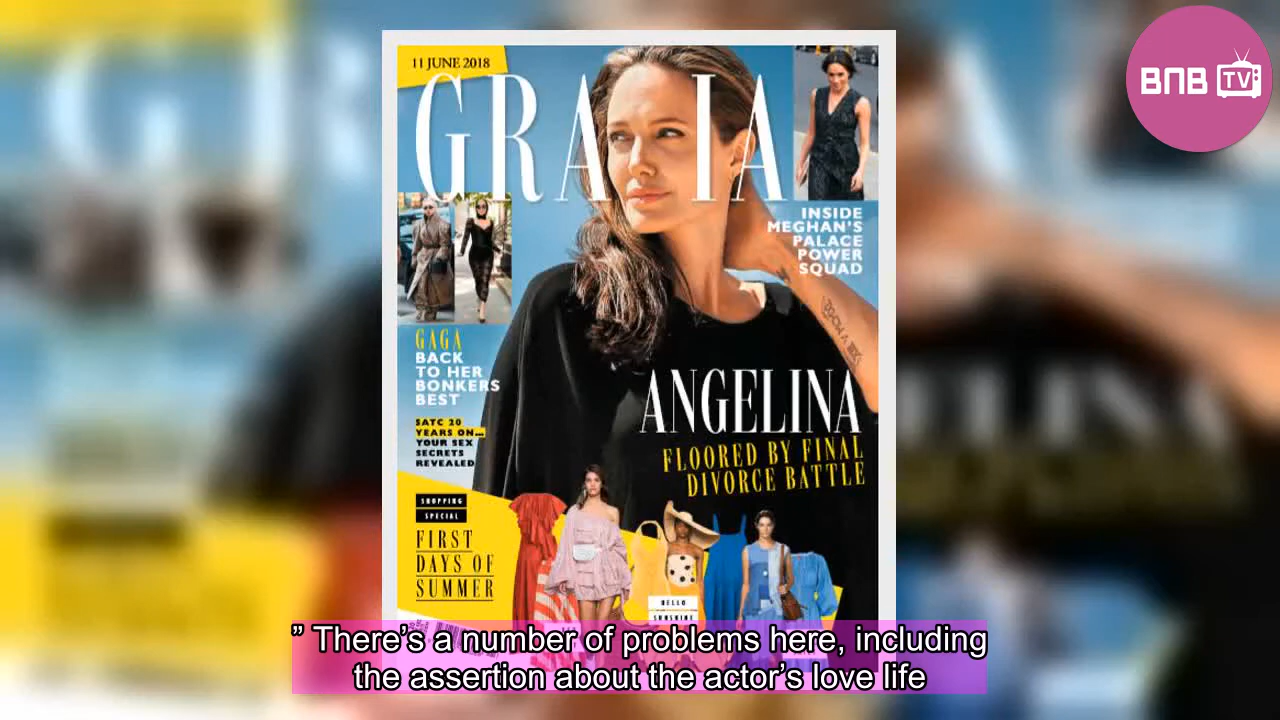 11 JUNE 2018
BNB TV
GRAZIA
INSIDE
MEGHAN'S
PALACE
POWER
SQUAD
GAGA
BACK
TO HER
BONKERS
BEST
SATC 20
YEARS ON...
YOUR SEX
SECRETS
REVEALED
ANGELINA
FLOORED BY FINAL
DIVORCE BATTLE
SHOPPING
SPECIAL
FIRST
DAYS OF
SUMMER
HELLO
SUNSHINE
” There’s a number of problems here, including
the assertion about the actor’s love life